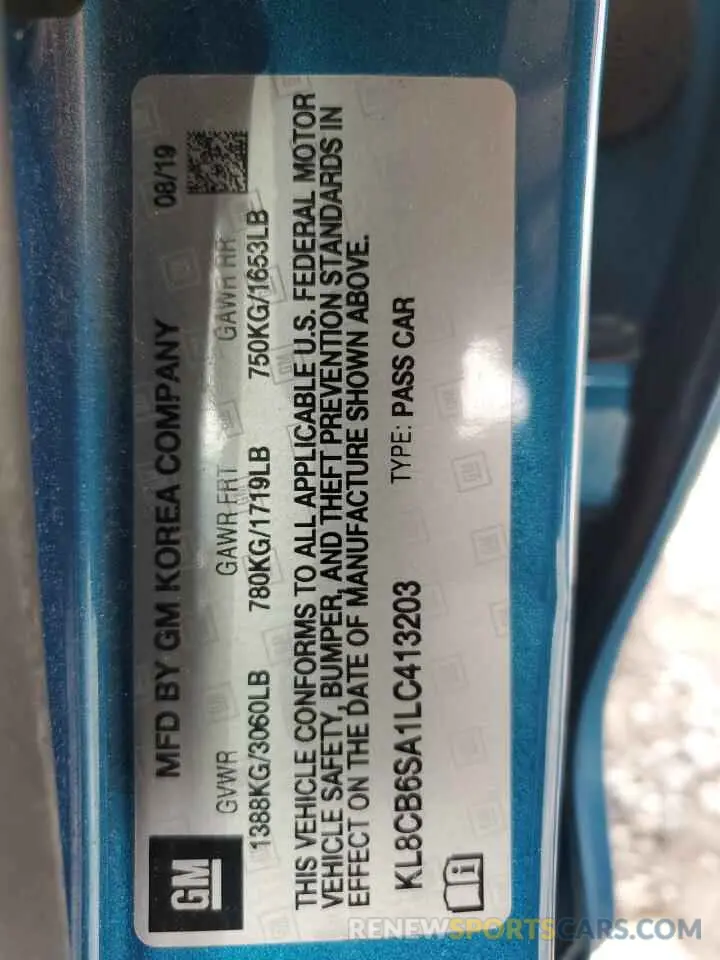 GM
MFD BY GM KOREA COMPANY 08/19
GVWR GAWR FRT GAWR RR
1388KG/3060LB 780KG/1719LB 750KG/1653LB
THIS VEHICLE CONFORMS TO ALL APPLICABLE U.S. FEDERAL MOTOR
VEHICLE SAFETY, BUMPER, AND THEFT PREVENTION STANDARDS IN
EFFECT ON THE DATE OF MANUFACTURE SHOWN ABOVE.
KL8CB6SA1LC413203 TYPE: PASS CAR
RENEWSPORTSCARS.COM